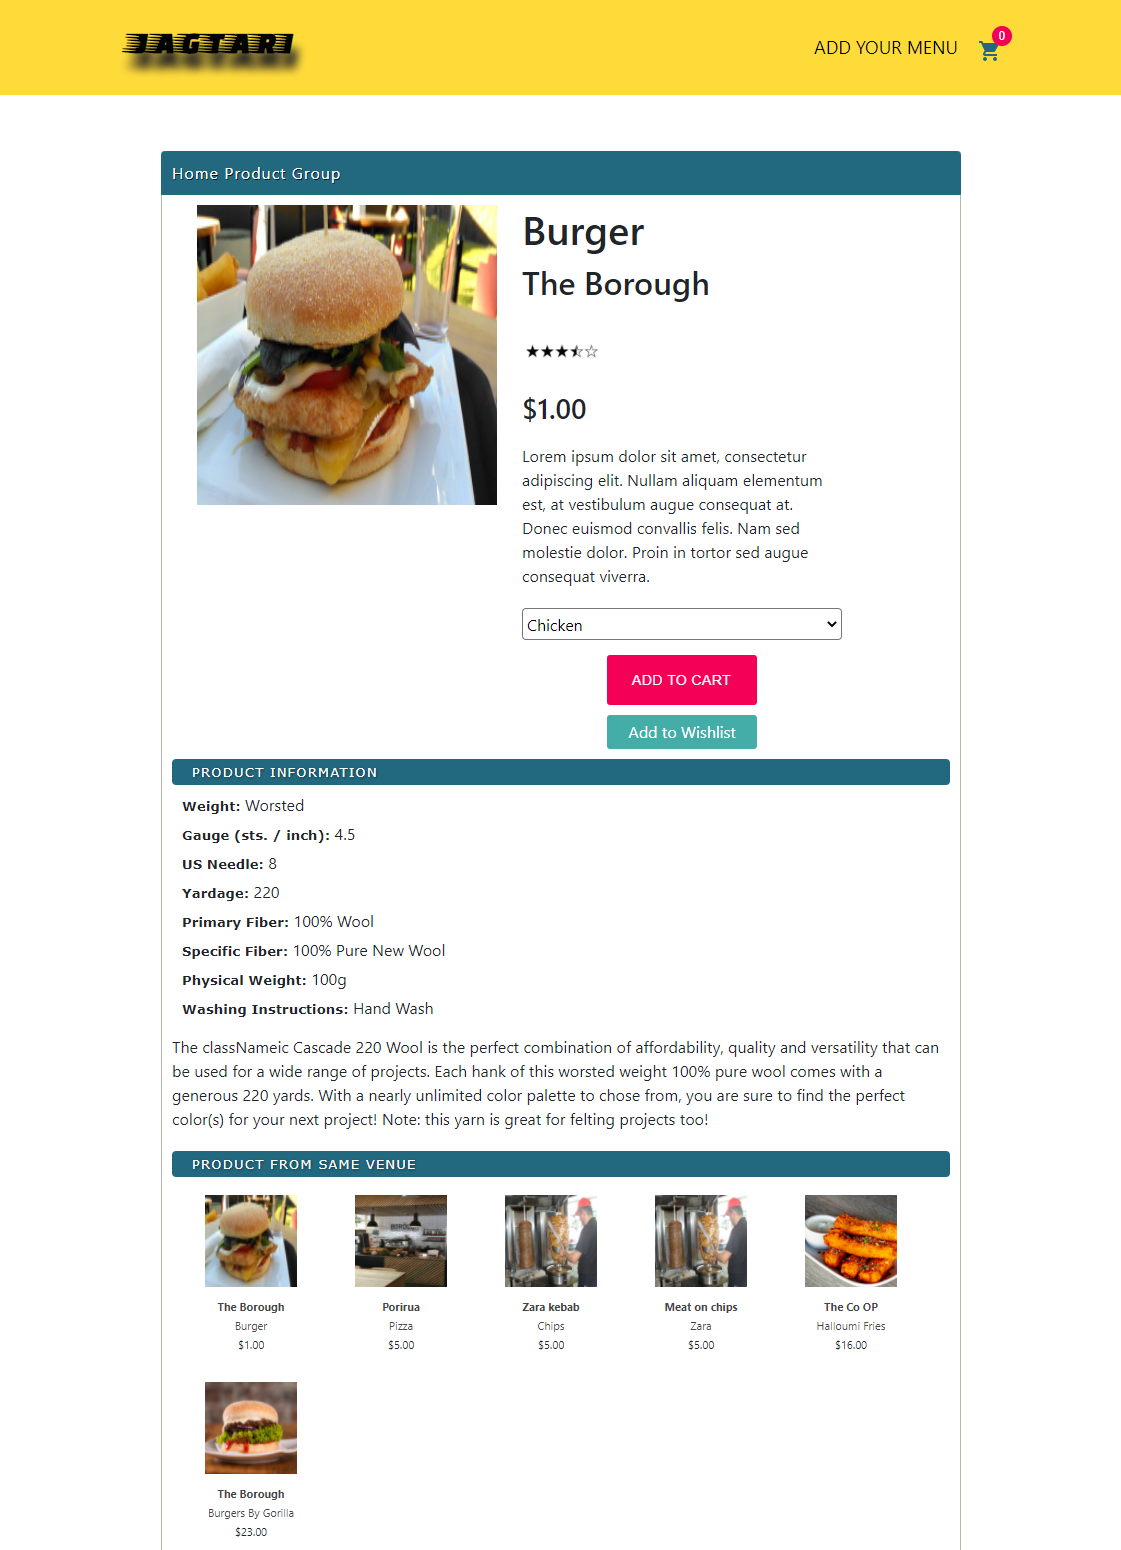 JAGTARI
ADD YOUR MENU
0
Home Product Group
Burger
The Borough
$1.00
Lorem ipsum dolor sit amet, consectetur
adipiscing elit. Nullam aliquam elementum
est, at vestibulum augue consequat at.
Donec euismod convallis felis. Nam sed
molestie dolor. Proin in tortor sed augue
consequat viverra.
Chicken
ADD TO CART
Add to Wishlist
PRODUCT INFORMATION
Weight: Worsted
Gauge (sts. / inch): 4.5
US Needle: 8
Yardage: 220
Primary Fiber: 100% Wool
Specific Fiber: 100% Pure New Wool
Physical Weight: 100g
Washing Instructions: Hand Wash
The classNameic Cascade 220 Wool is the perfect combination of affordability, quality and versatility that can
be used for a wide range of projects. Each hank of this worsted weight 100% pure wool comes with a
generous 220 yards. With a nearly unlimited color palette to chose from, you are sure to find the perfect
color(s) for your next project! Note: this yarn is great for felting projects too!
PRODUCT FROM SAME VENUE
The Borough
Burger
$1.00
Porirua
Pizza
$5.00
Zara kebab
Chips
$5.00
Meat on chips
Zara
$5.00
The Co OP
Halloumi Fries
$16.00
The Borough
Burgers By Gorilla
$23.00